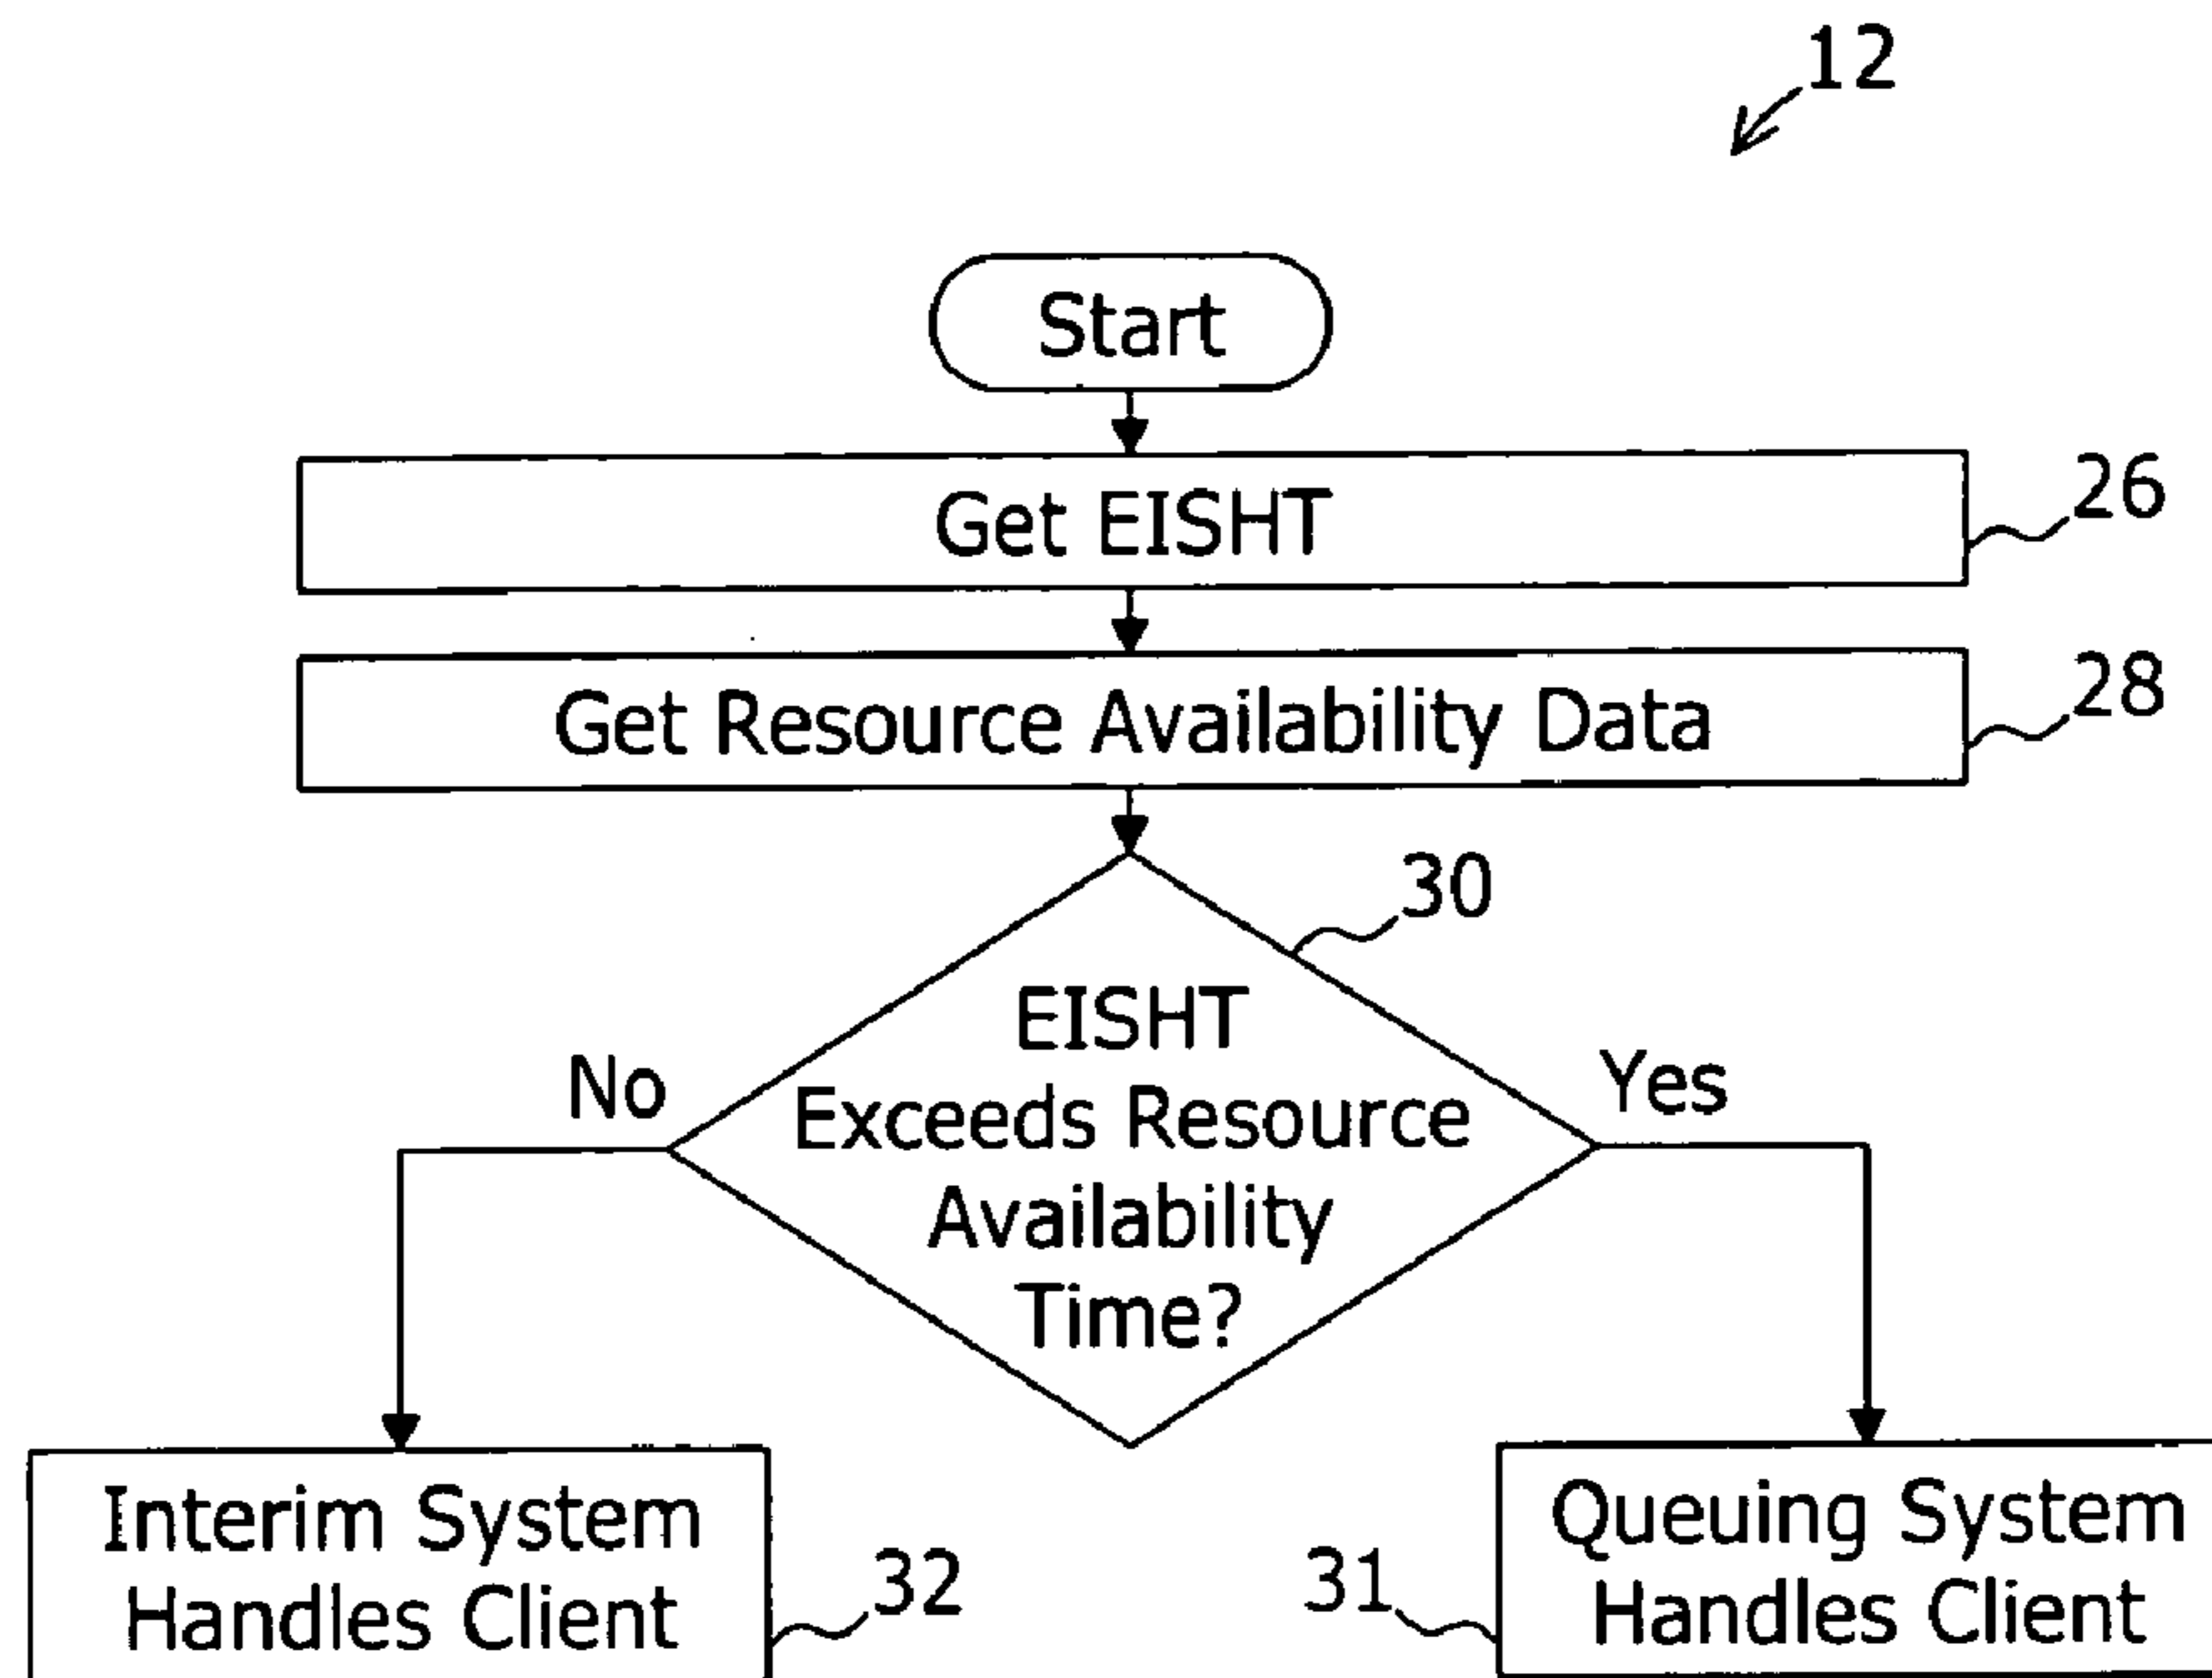 12
Start
Get EISHT
26
Get Resource Availability Data
28
30
EISHT
Exceeds Resource
Availability
Time?
No
Yes
Interim System
Handles Client
32
31
Queuing System
Handles Client